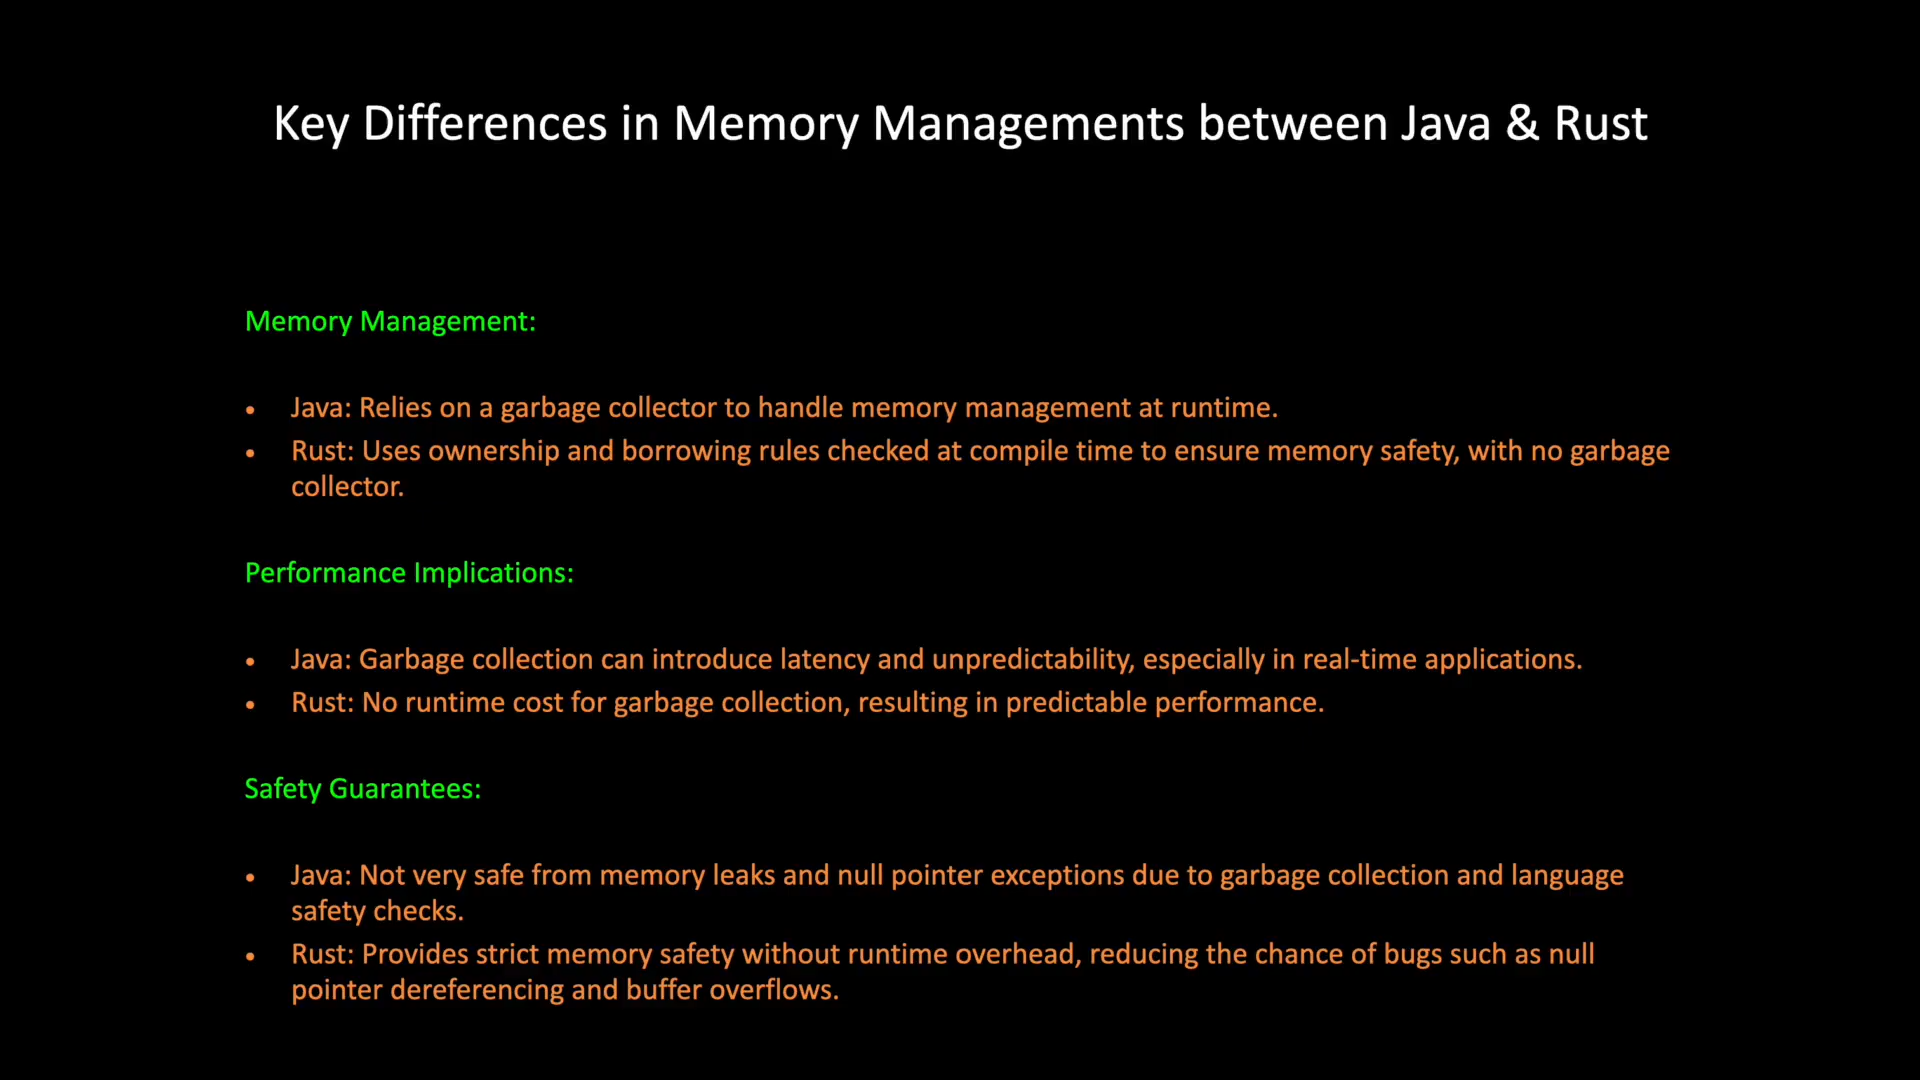 Key Differences in Memory Managements between Java & Rust
Memory Management:
• Java: Relies on a garbage collector to handle memory management at runtime.
• Rust: Uses ownership and borrowing rules checked at compile time to ensure memory safety, with no garbage
collector.
Performance Implications:
• Java: Garbage collection can introduce latency and unpredictability, especially in real-time applications.
• Rust: No runtime cost for garbage collection, resulting in predictable performance.
Safety Guarantees:
• Java: Not very safe from memory leaks and null pointer exceptions due to garbage collection and language
safety checks.
• Rust: Provides strict memory safety without runtime overhead, reducing the chance of bugs such as null
pointer dereferencing and buffer overflows.